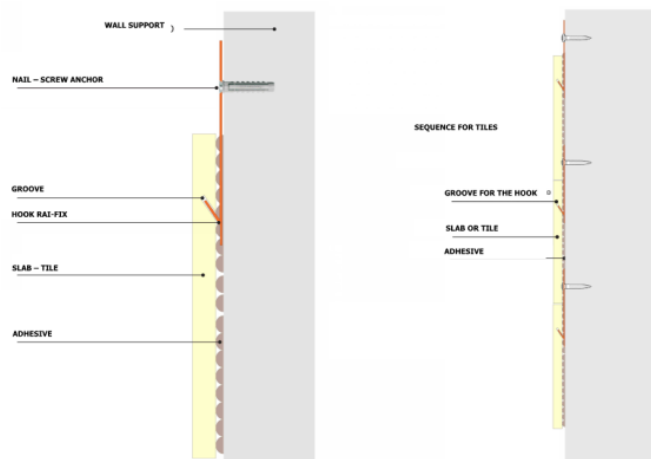 WALL SUPPORT )
NAIL – SCREW ANCHOR
GROOVE
HOOK RAI-FIX
SLAB – TILE
ADHESIVE
SEQUENCE FOR TILES
GROOVE FOR THE HOOK
SLAB OR TILE
ADHESIVE